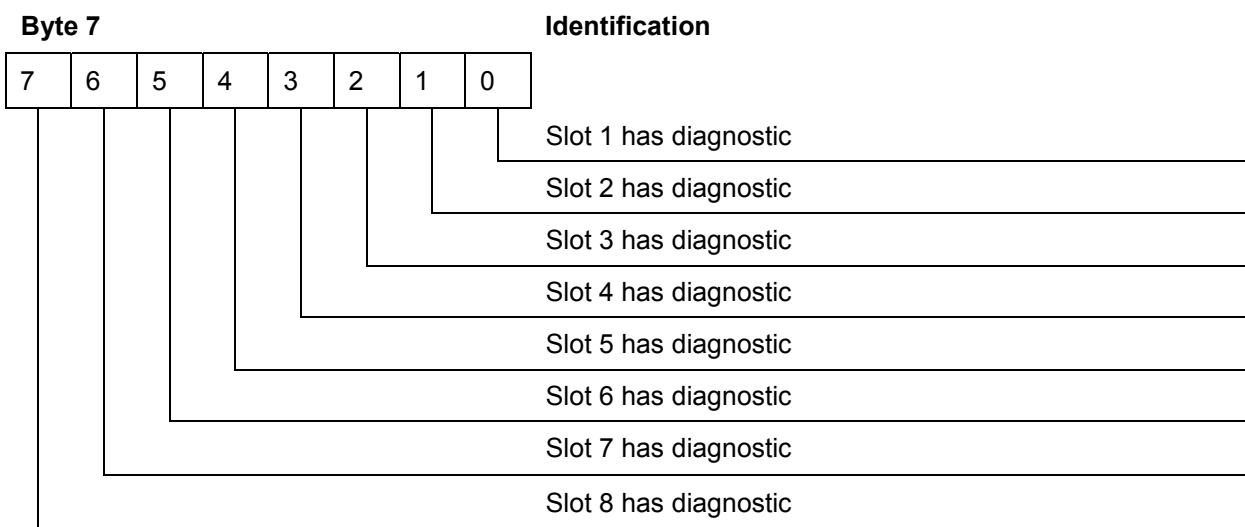 Byte 7 Identification
7 6 5 4 3 2 1 0
Slot 1 has diagnostic
Slot 2 has diagnostic
Slot 3 has diagnostic
Slot 4 has diagnostic
Slot 5 has diagnostic
Slot 6 has diagnostic
Slot 7 has diagnostic
Slot 8 has diagnostic